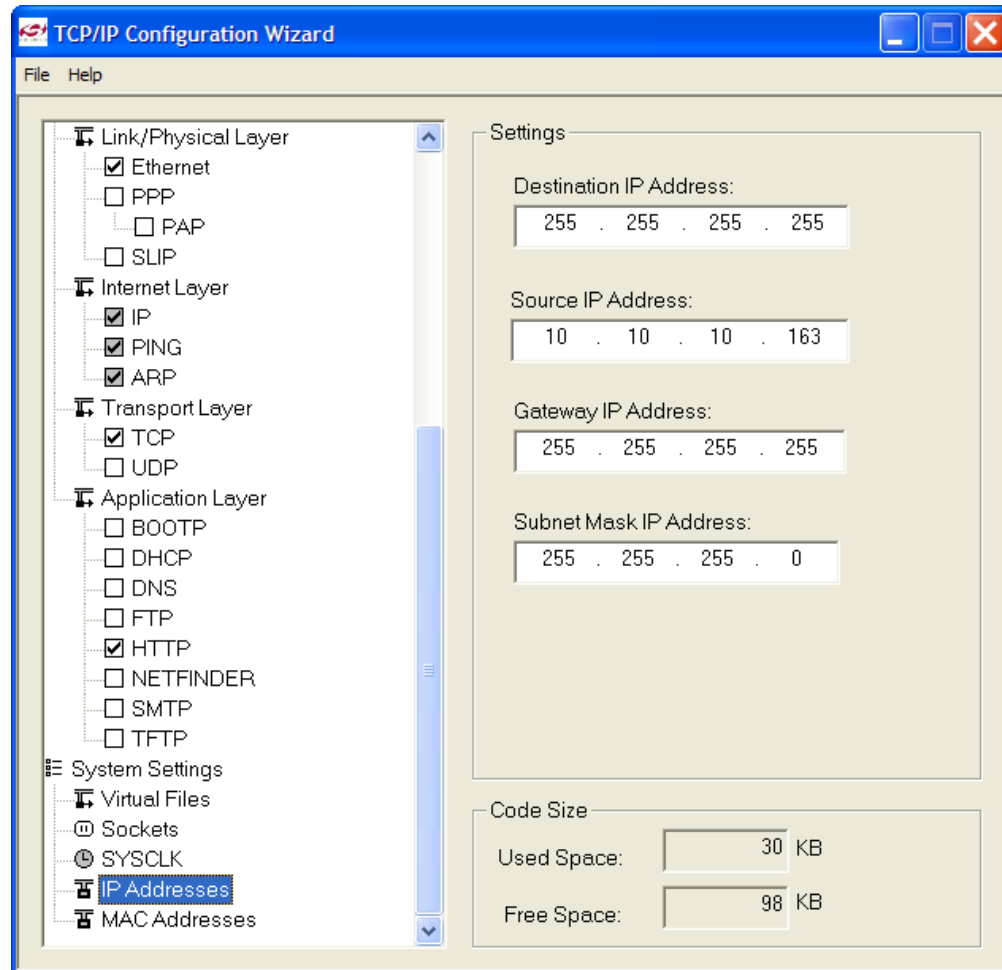 TCP/IP Configuration Wizard
File Help
Link/Physical Layer
Ethernet
PPP
PAP
SLIP
Internet Layer
IP
PING
ARP
Transport Layer
TCP
UDP
Application Layer
BOOTP
DHCP
DNS
FTP
HTTP
NETFINDER
SMTP
TFTP
System Settings
Virtual Files
Sockets
SYSCLK
IP Addresses
MAC Addresses
Settings
Destination IP Address:
255 . 255 . 255 . 255
Source IP Address:
10 . 10 . 10 . 163
Gateway IP Address:
255 . 255 . 255 . 255
Subnet Mask IP Address:
255 . 255 . 255 . 0
Code Size
Used Space: 30 KB
Free Space: 98 KB